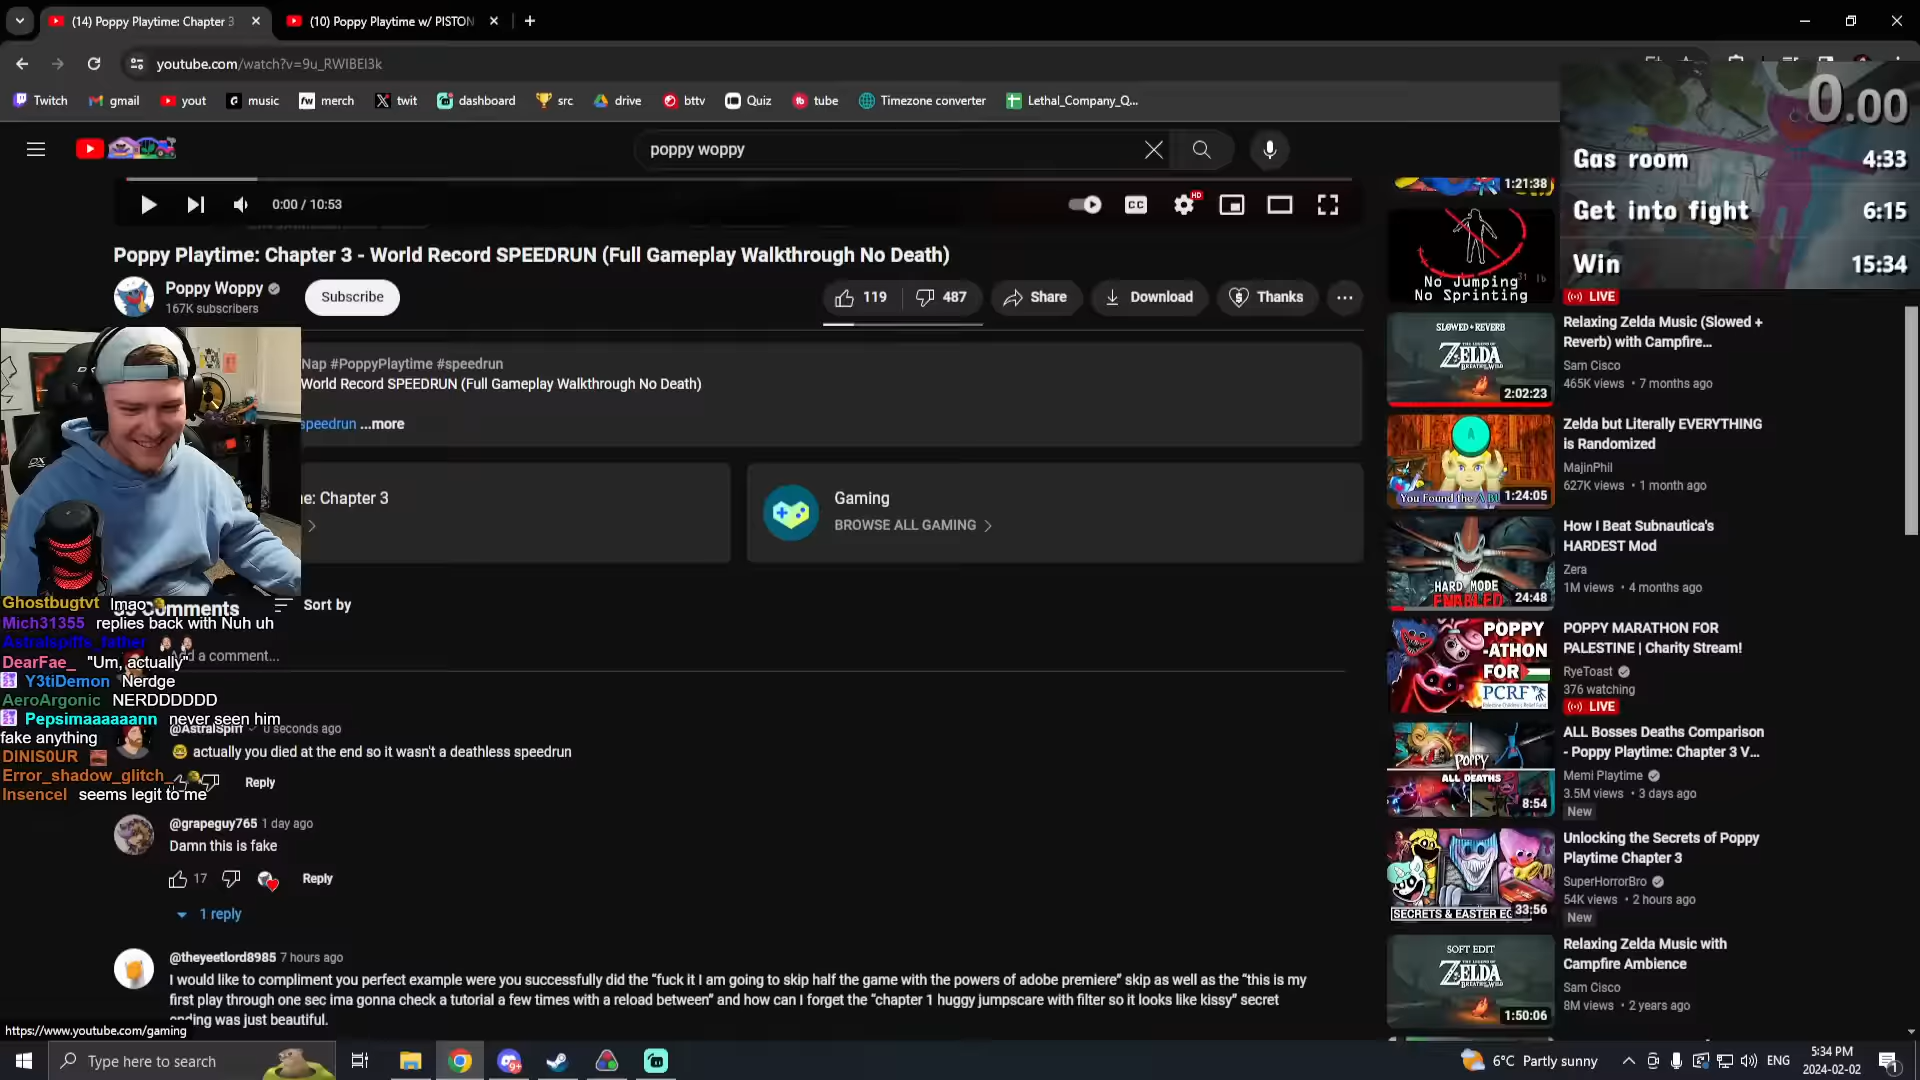 (14) Poppy Playtime: Chapter 3
(10) Poppy Playtime w/ PISTON
youtube.com/watch?v=9u_RWIBEI3k
Twitch
gmail
yout
music
merch
twit
dashboard
src
drive
bttv
Quiz
tube
Timezone converter
Lethal_Company_Q...
0.00
Gas room 4:33
Get into fight 6:15
Win 15:34
poppy woppy
0:00 / 10:53
CC
HD
Poppy Playtime: Chapter 3 - World Record SPEEDRUN (Full Gameplay Walkthrough No Death)
Poppy Woppy
167K subscribers
Subscribe
119
487
Share
Download
Thanks
Nap #PoppyPlaytime #speedrun
World Record SPEEDRUN (Full Gameplay Walkthrough No Death)
speedrun ...more
e: Chapter 3
Gaming
BROWSE ALL GAMING
Comments
Sort by
d a comment...
Ghostbugtvt lmao
Mich31355 replies back with Nuh uh
Astralspiffs_father
DearFae_ "Um, actually"
Y3tiDemon Nerdge
AeroArgonic NERDDDDDD
Pepsimaaaaaann never seen him
fake anything
DINIS0UR
Error_shadow_glitch_
Insencel seems legit to me
@AstralSpiff 0 seconds ago
actually you died at the end so it wasn't a deathless speedrun
Reply
@grapeguy765 1 day ago
Damn this is fake
17
Reply
1 reply
@theyeetlord8985 7 hours ago
I would like to compliment you perfect example were you successfully did the “fuck it I am going to skip half the game with the powers of adobe premiere” skip as well as the “this is my
first play through one sec ima gonna check a tutorial a few times with a reload between” and how can I forget the “chapter 1 huggy jumpscare with filter so it looks like kissy” secret
ending was just beautiful.
1:21:38
No Jumping
No Sprinting
LIVE
SLOWED + REVERB
ZELDA
2:02:23
Relaxing Zelda Music (Slowed +
Reverb) with Campfire...
Sam Cisco
465K views • 7 months ago
You Found the
1:24:05
Zelda but Literally EVERYTHING
is Randomized
MajinPhil
627K views • 1 month ago
HARD MODE
ENABLED
24:48
How I Beat Subnautica's
HARDEST Mod
Zera
1M views • 4 months ago
POPPY
-ATHON
FOR
PCRF
POPPY MARATHON FOR
PALESTINE | Charity Stream!
RyeToast
376 watching
LIVE
Poppy
ALL DEATHS
8:54
ALL Bosses Deaths Comparison
- Poppy Playtime: Chapter 3 V...
Memi Playtime
3.5M views • 3 days ago
New
SECRETS & EASTER EG
33:56
Unlocking the Secrets of Poppy
Playtime Chapter 3
SuperHorrorBro
54K views • 2 hours ago
New
SOFT EDIT
ZELDA
1:50:06
Relaxing Zelda Music with
Campfire Ambience
Sam Cisco
8M views • 2 years ago
https://www.youtube.com/gaming
Type here to search
6°C Partly sunny
ENG
5:34 PM
2024-02-02